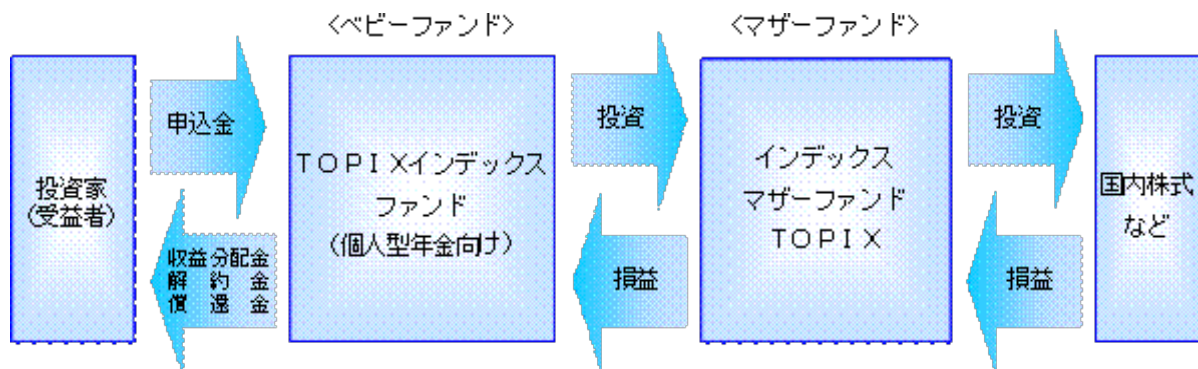 〈ベビーファンド〉
〈マザーファンド〉
投資家
(受益者)
申込金
収益分配金
解約金
償還金
TOPIXインデックス
ファンド
(個人型年金向け)
投資
損益
インデックス
マザーファンド
TOPIX
投資
損益
国内株式
など